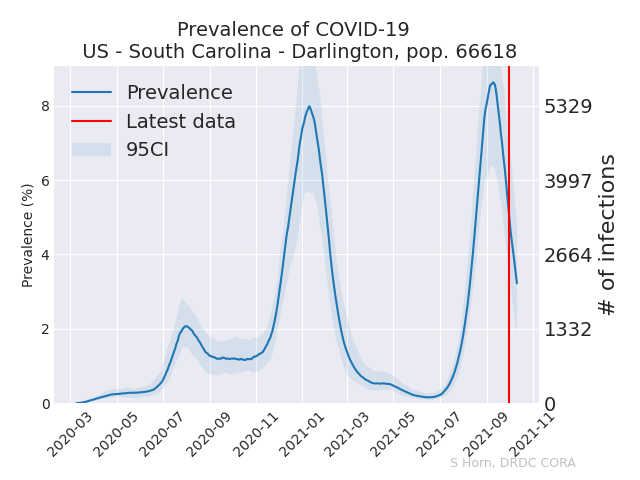 Prevalence of COVID-19
US - South Carolina - Darlington, pop. 66618
Prevalence
Latest data
95CI
Prevalence (%)
8
6
4
2
0
5329
3997
2664
1332
0
# of infections
2020-03
2020-05
2020-07
2020-09
2020-11
2021-01
2021-03
2021-05
2021-07
2021-09
2021-11
S Horn, DRDC CORA